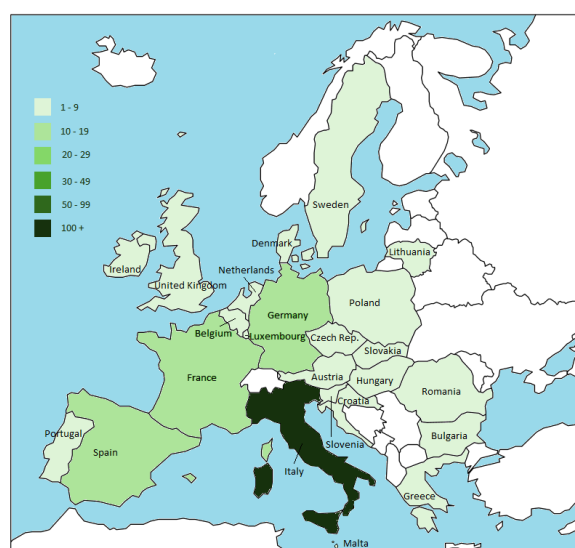 1 - 9
10 - 19
20 - 29
30 - 49
50 - 99
100 +
Sweden
Denmark
Lithuania
Netherlands
Ireland
United Kingdom
Poland
Germany
Belgium
Luxembourg
Czech Rep.
Slovakia
France
Austria
Hungary
Romania
Croatia
Portugal
Bulgaria
Slovenia
Spain
Italy
Greece
Malta